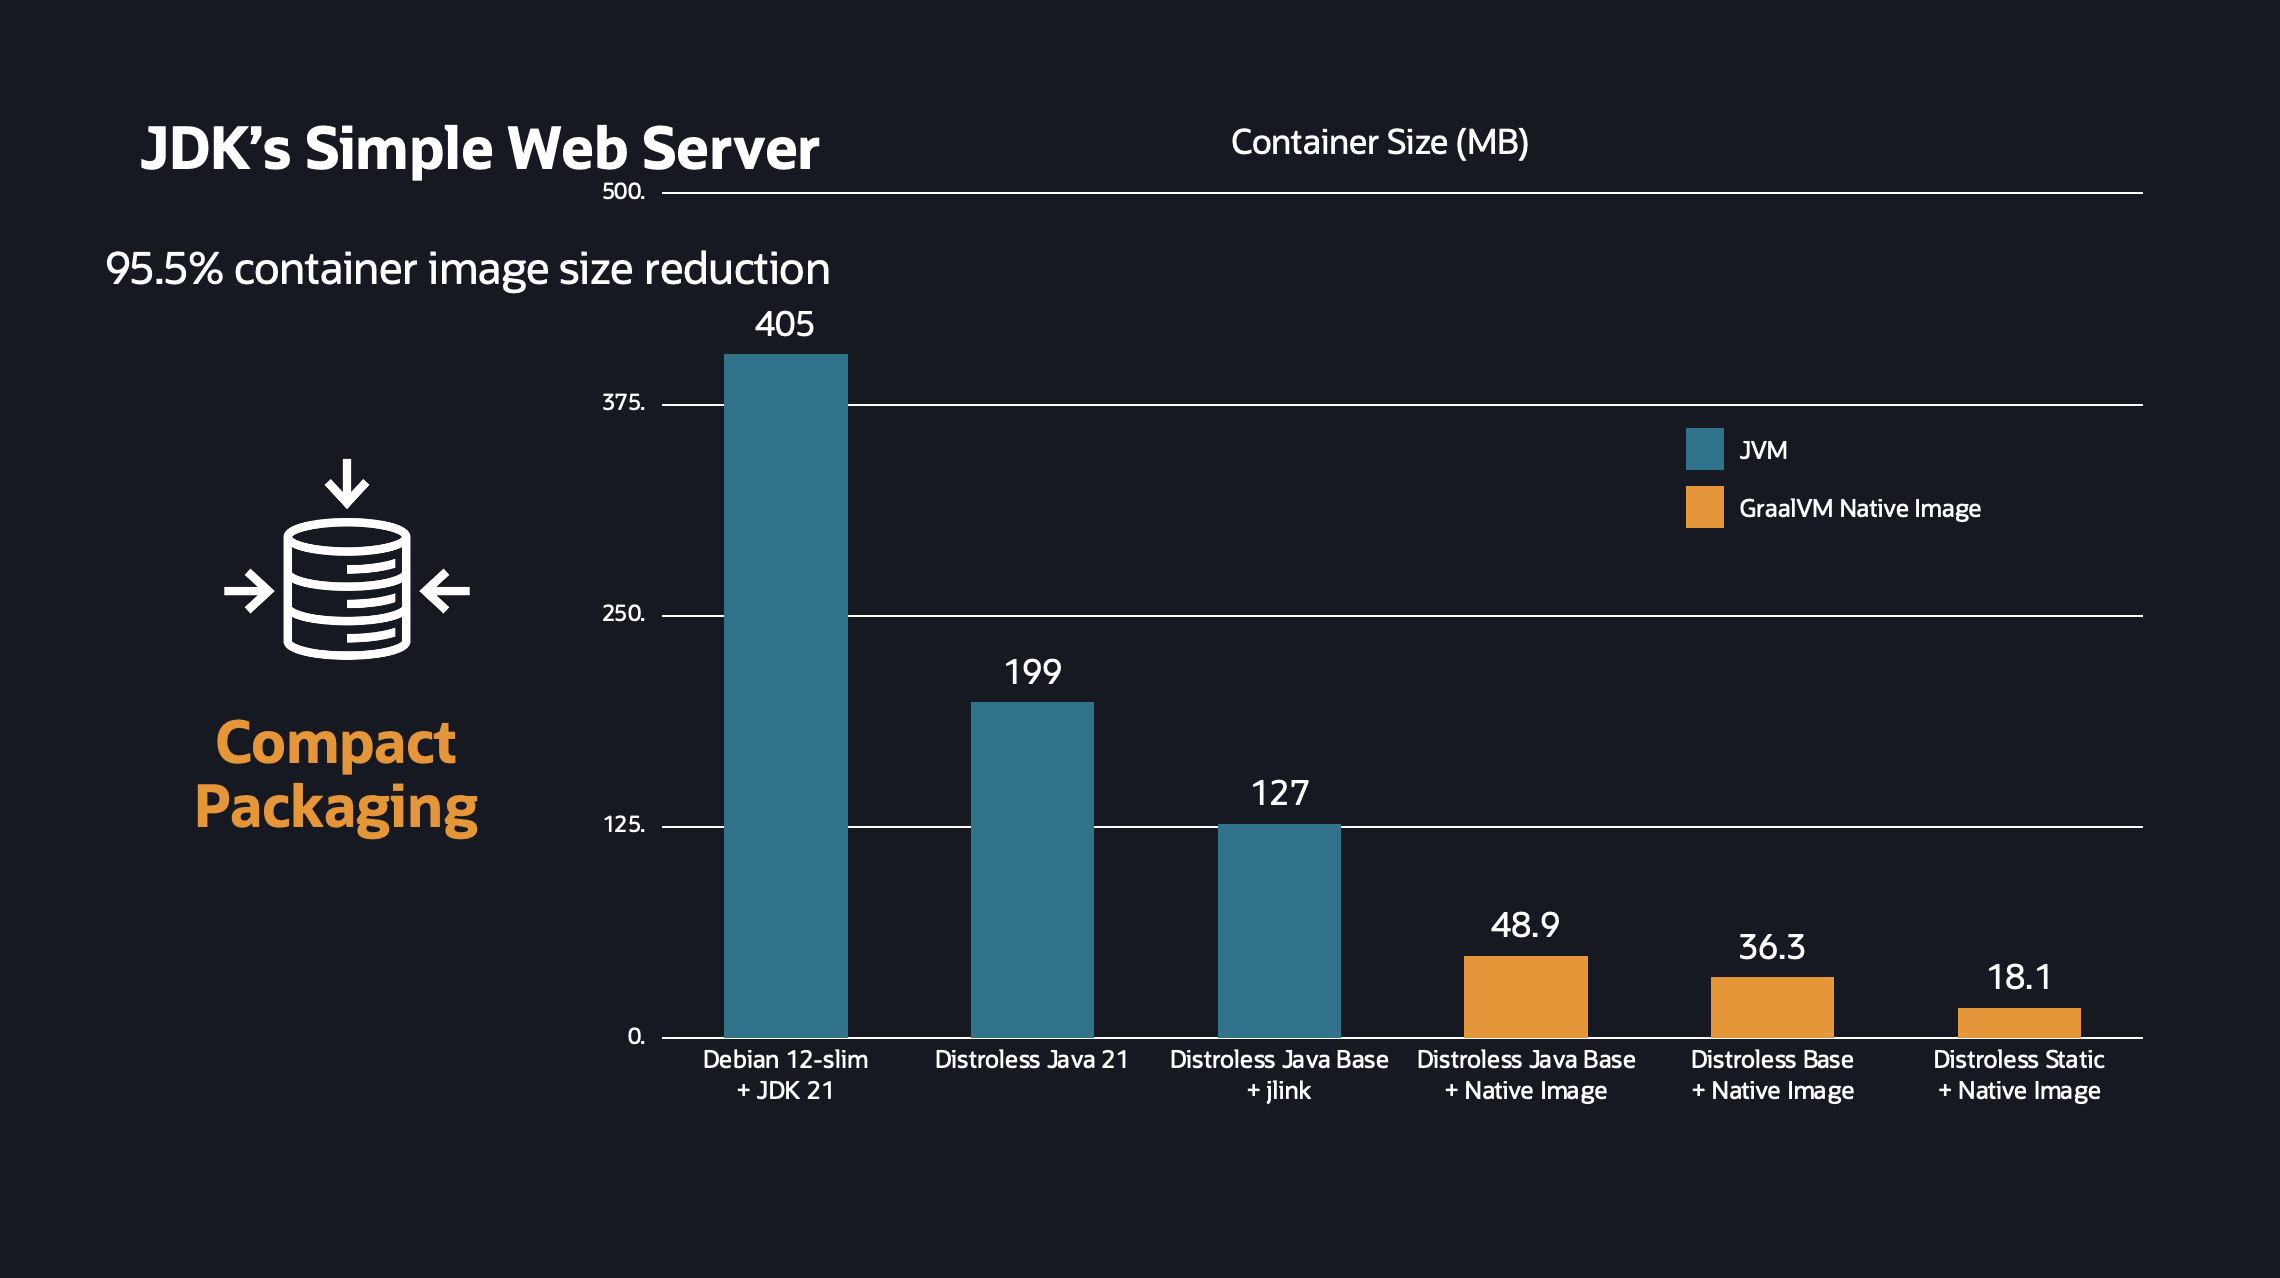 JDK’s Simple Web Server
95.5% container image size reduction
Compact
Packaging
Container Size (MB)
500.
375.
250.
125.
0.
405
199
127
48.9
36.3
18.1
JVM
GraalVM Native Image
Debian 12-slim
+ JDK 21
Distroless Java 21
Distroless Java Base
+ jlink
Distroless Java Base
+ Native Image
Distroless Base
+ Native Image
Distroless Static
+ Native Image